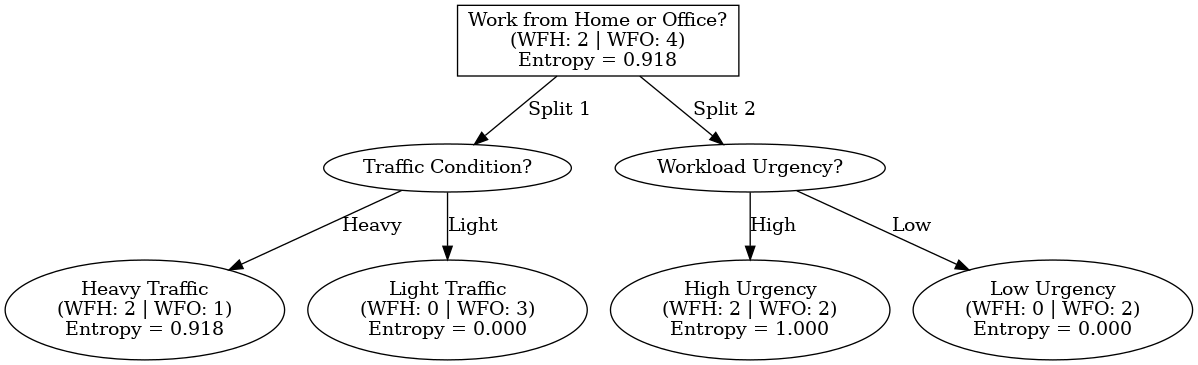 Work from Home or Office?
(WFH: 2 | WFO: 4)
Entropy = 0.918
Split 1
Split 2
Traffic Condition?
Workload Urgency?
Heavy
Light
High
Low
Heavy Traffic
(WFH: 2 | WFO: 1)
Entropy = 0.918
Light Traffic
(WFH: 0 | WFO: 3)
Entropy = 0.000
High Urgency
(WFH: 2 | WFO: 2)
Entropy = 1.000
Low Urgency
(WFH: 0 | WFO: 2)
Entropy = 0.000